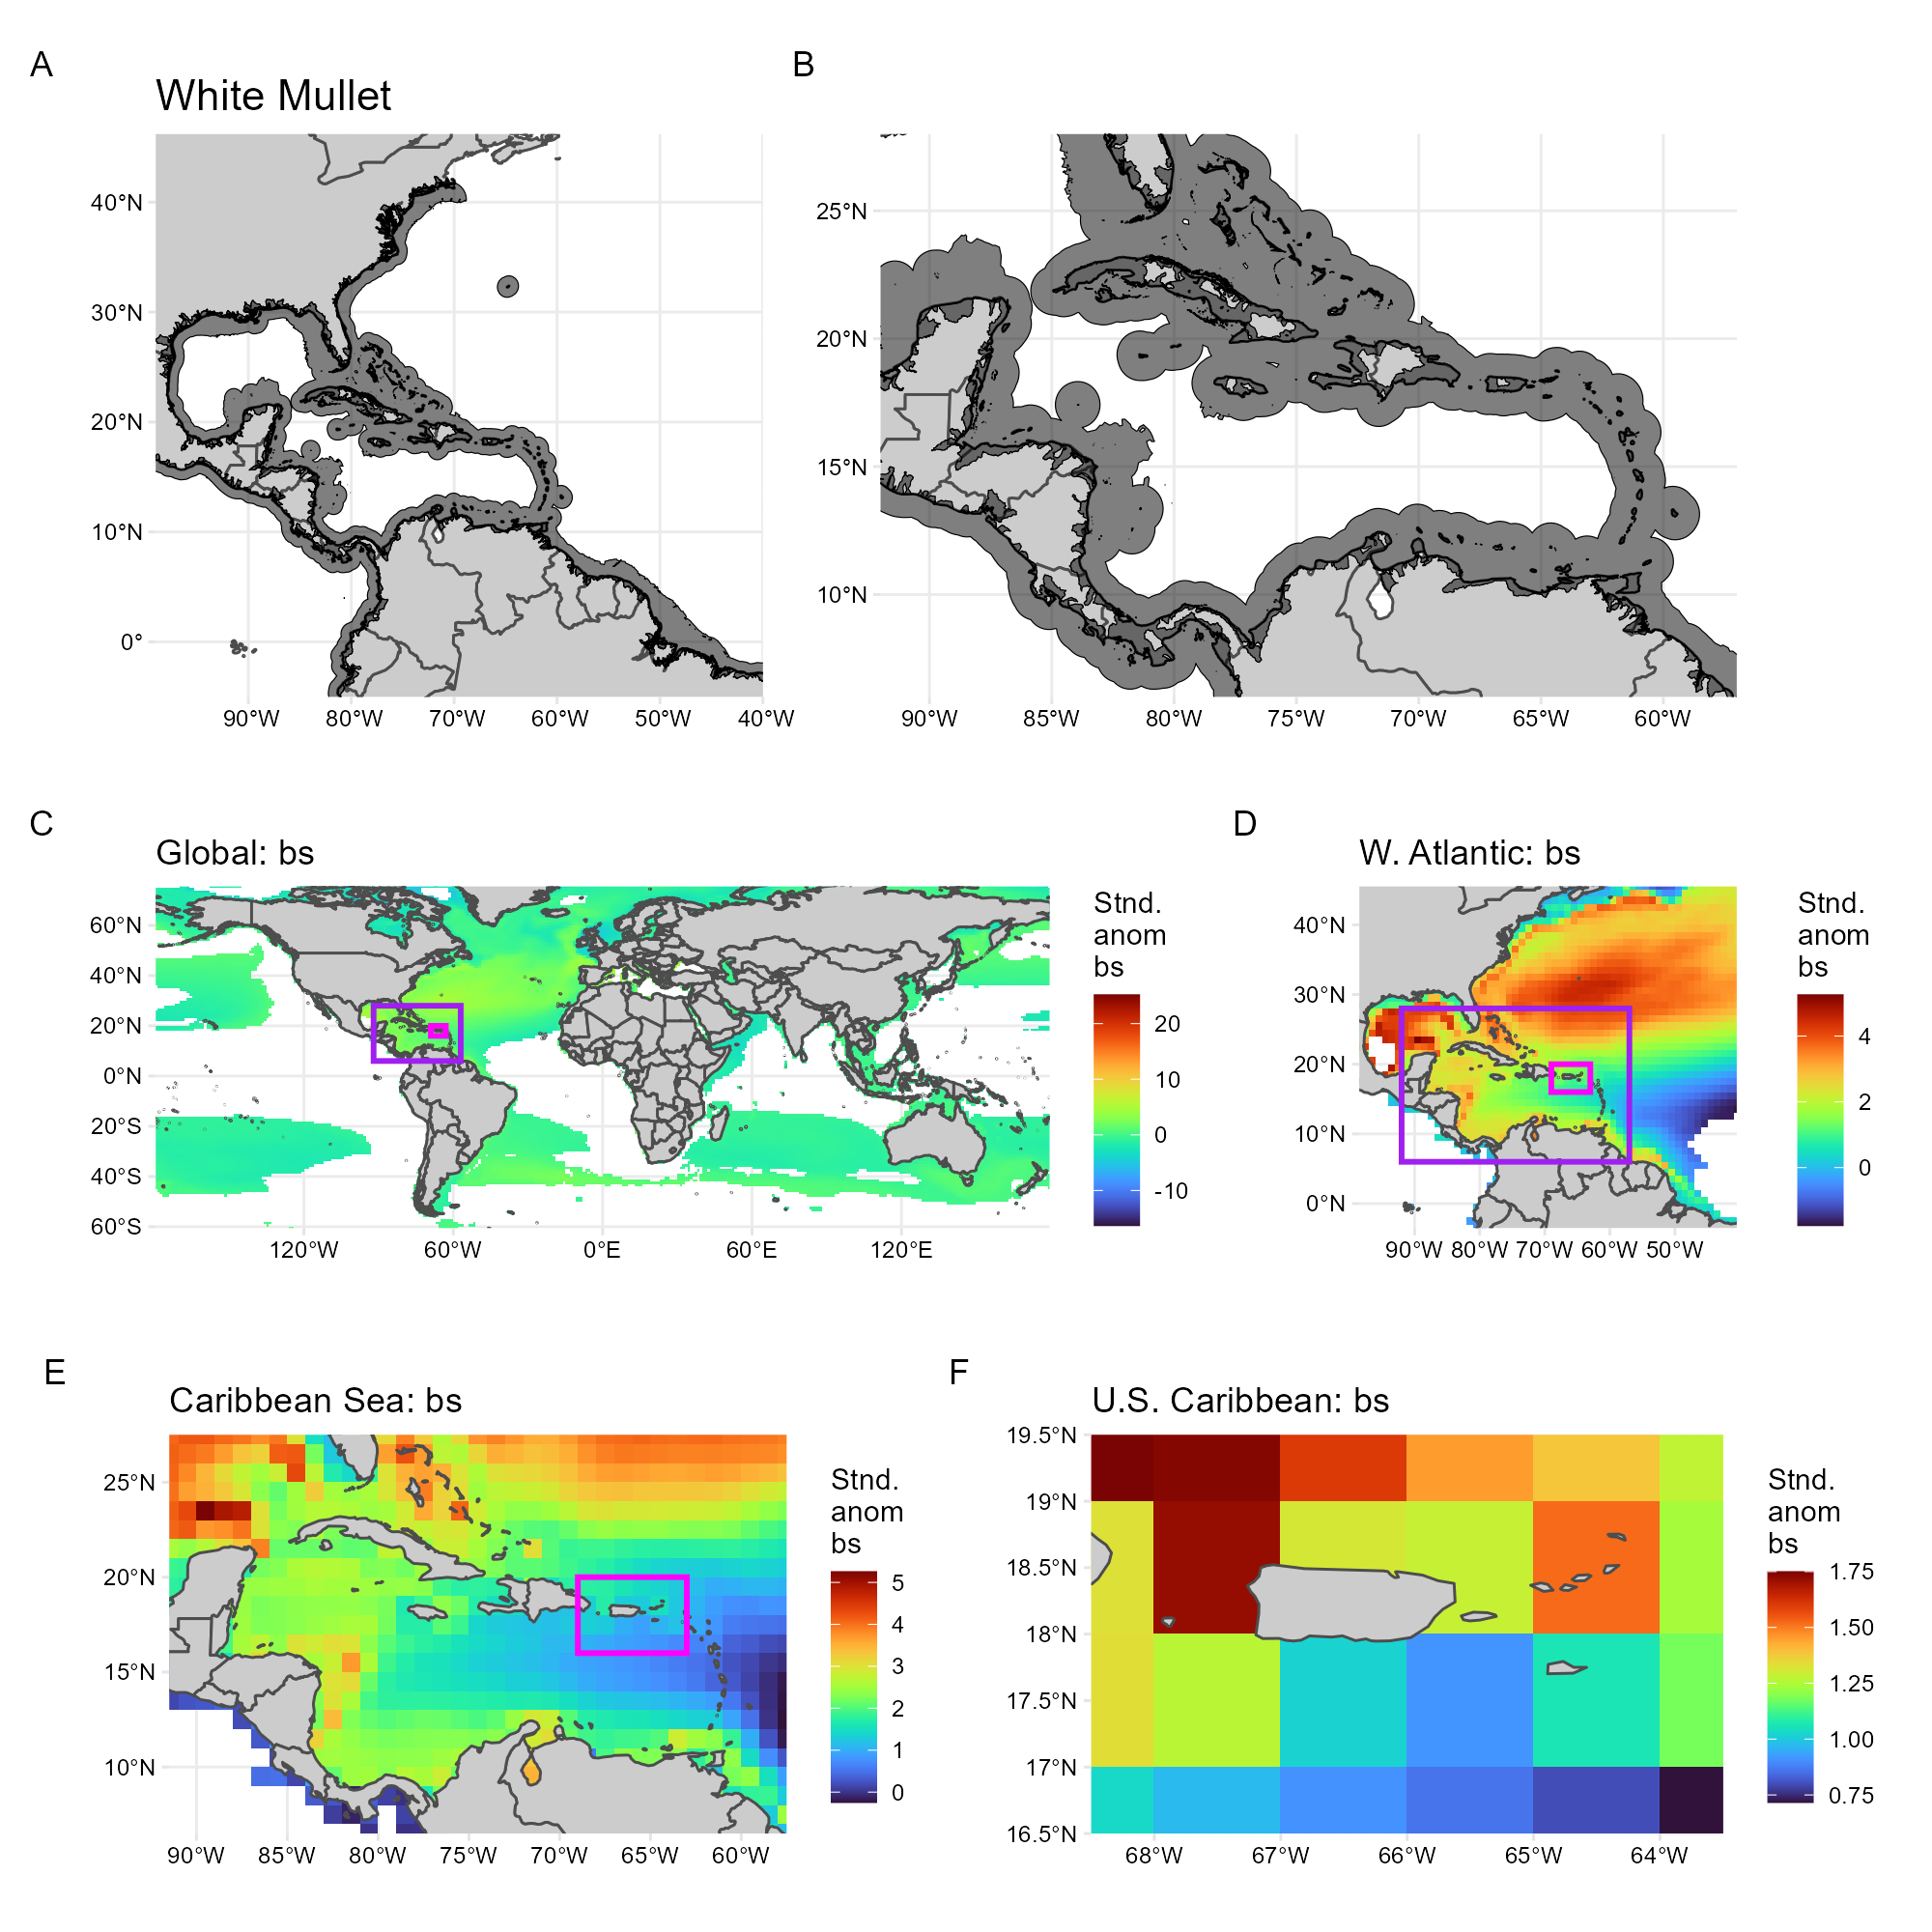 A
B
White Mullet
40°N
30°N
20°N
10°N
0°
90°W
80°W
70°W
60°W
50°W
40°W
25°N
20°N
15°N
10°N
90°W
85°W
80°W
75°W
70°W
65°W
60°W
C
Global: bs
60°N
40°N
20°N
0°N
20°S
40°S
60°S
120°W
60°W
0°E
60°E
120°E
Stnd.
anom
bs
20
10
0
-10
D
W. Atlantic: bs
40°N
30°N
20°N
10°N
0°N
90°W
80°W
70°W
60°W
50°W
Stnd.
anom
bs
4
2
0
E
Caribbean Sea: bs
25°N
20°N
15°N
10°N
90°W
85°W
80°W
75°W
70°W
65°W
60°W
Stnd.
anom
bs
5
4
3
2
1
0
F
U.S. Caribbean: bs
19.5°N
19°N
18.5°N
18°N
17.5°N
17°N
16.5°N
68°W
67°W
66°W
65°W
64°W
Stnd.
anom
bs
1.75
1.50
1.25
1.00
0.75